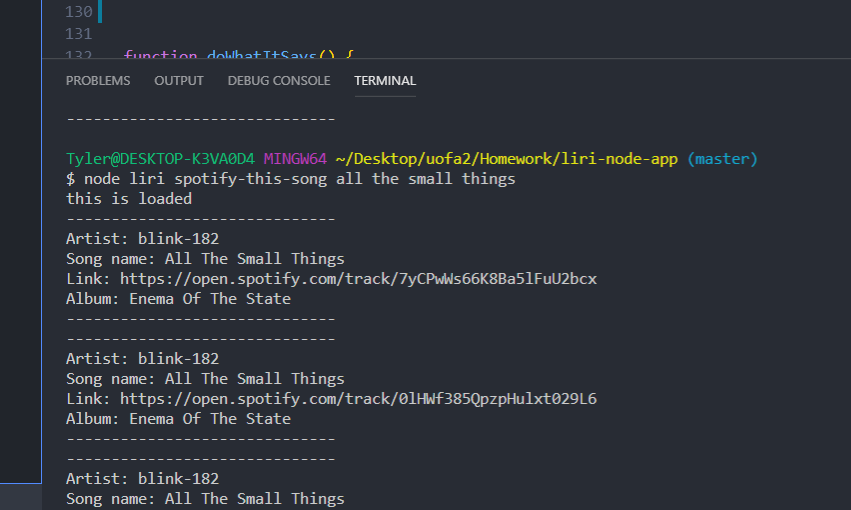 130
131
132 function doWhatItSays() {
PROBLEMS OUTPUT DEBUG CONSOLE TERMINAL
------------------------------
Tyler@DESKTOP-K3VA0D4 MINGW64 ~/Desktop/uofa2/Homework/liri-node-app (master)
$ node liri spotify-this-song all the small things
this is loaded
------------------------------
Artist: blink-182
Song name: All The Small Things
Link: https://open.spotify.com/track/7yCPwWs66K8Ba5lFuU2bcx
Album: Enema Of The State
------------------------------
------------------------------
Artist: blink-182
Song name: All The Small Things
Link: https://open.spotify.com/track/0lHWf385QpzpHulxt029L6
Album: Enema Of The State
------------------------------
------------------------------
Artist: blink-182
Song name: All The Small Things